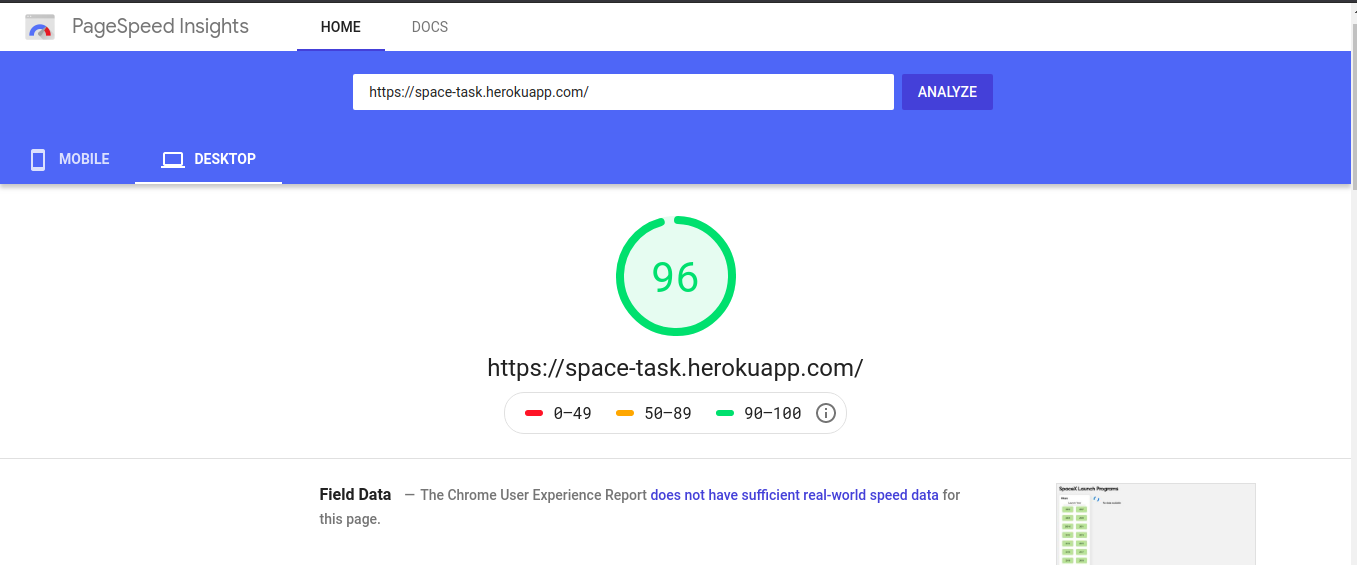 PageSpeed Insights HOME DOCS
https://space-task.herokuapp.com/ ANALYZE
MOBILE DESKTOP
96
https://space-task.herokuapp.com/
0–49 50–89 90–100
Field Data — The Chrome User Experience Report does not have sufficient real-world speed data for
this page.
SpaceX Launch Programs